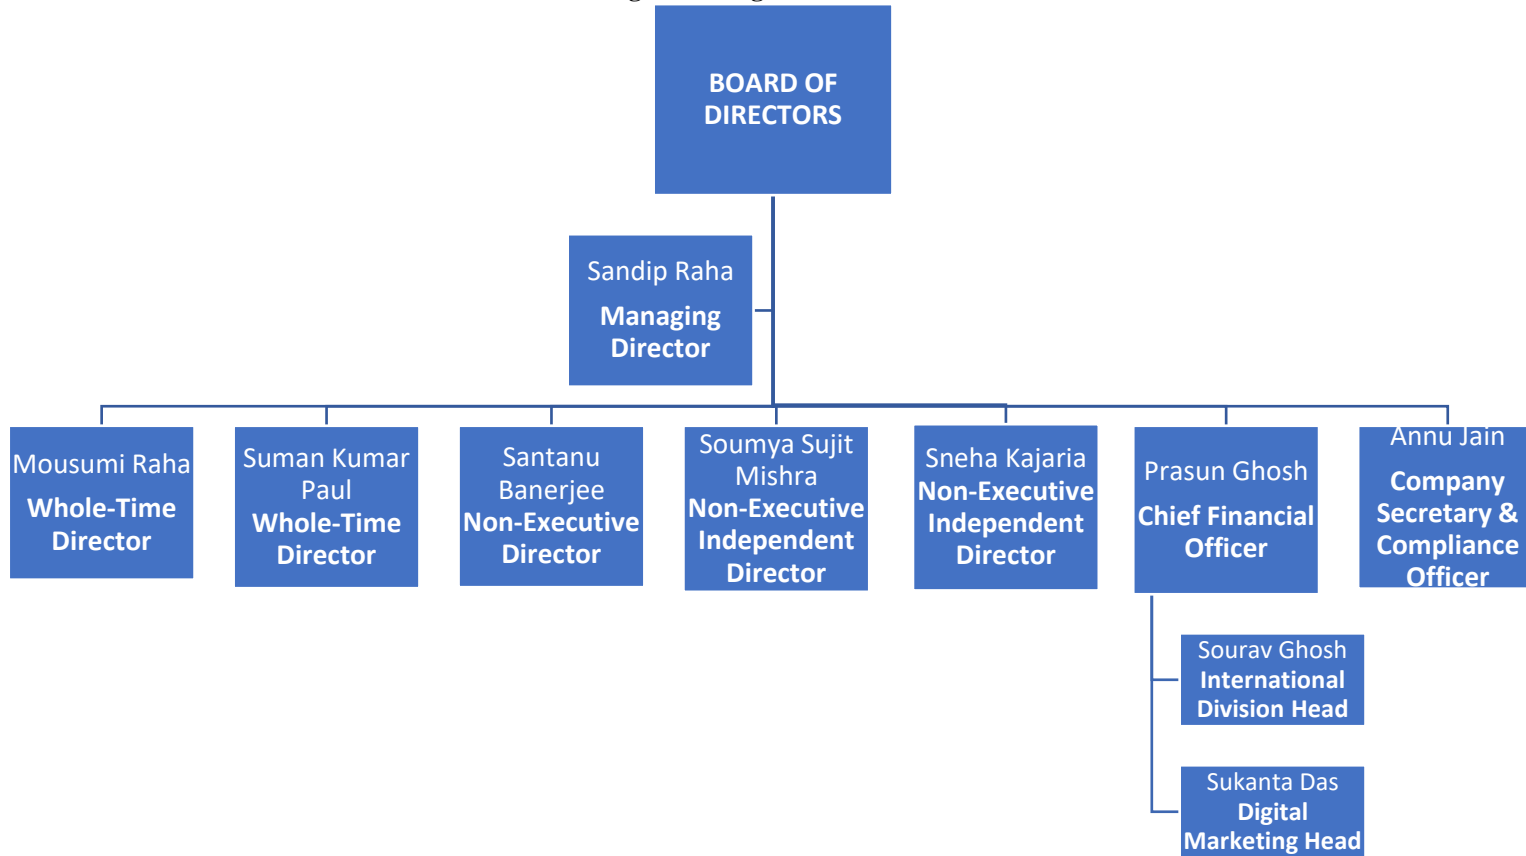 BOARD OF
DIRECTORS
Sandip Raha
Managing
Director
Mousumi Raha
Whole-Time
Director
Suman Kumar
Paul
Whole-Time
Director
Santanu
Banerjee
Non-Executive
Director
Soumya Sujit
Mishra
Non-Executive
Independent
Director
Sneha Kajaria
Non-Executive
Independent
Director
Prasun Ghosh
Chief Financial
Officer
Annu Jain
Company
Secretary &
Compliance
Officer
Sourav Ghosh
International
Division Head
Sukanta Das
Digital
Marketing Head